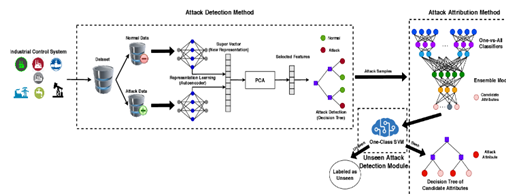 Attack Detection Method
Attack Attribution Method
Industrial Control System
Normal Data
Dataset
Attack Data
Super Vector
(New Representation)
Representation Learning
(Autoencoder)
PCA
Selected Features
Normal
Attack
Attack Detection
(Decision Tree)
Attack Samples
One-vs-All
Classifiers
Ensemble Mod
Candidate
Attributes
One-Class SVM
Unseen Attack
Detection Module
Labeled as
Unseen
Attack
Attribute
Decision Tree of
Candidate Attributes